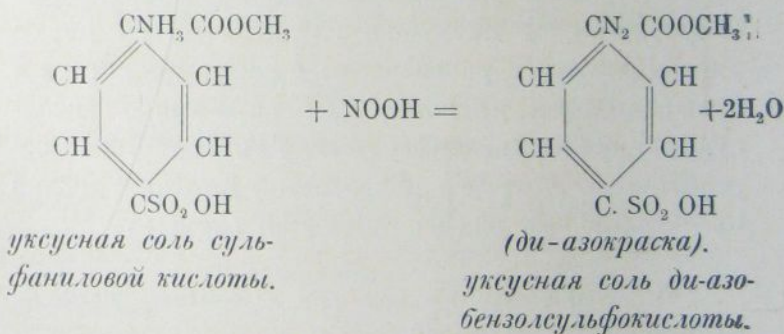 CNH₃ COOCH₃ CN₂ COOCH₃
CH CH CH CH
+ NOOH = +2H₂O
CH CH CH CH
CSO₂ OH C. SO₂ OH
уксусная соль суль-
фаниловой кислоты.
(ди-азокраска).
уксусная соль ди-азо-
бензолсульфокислоты.